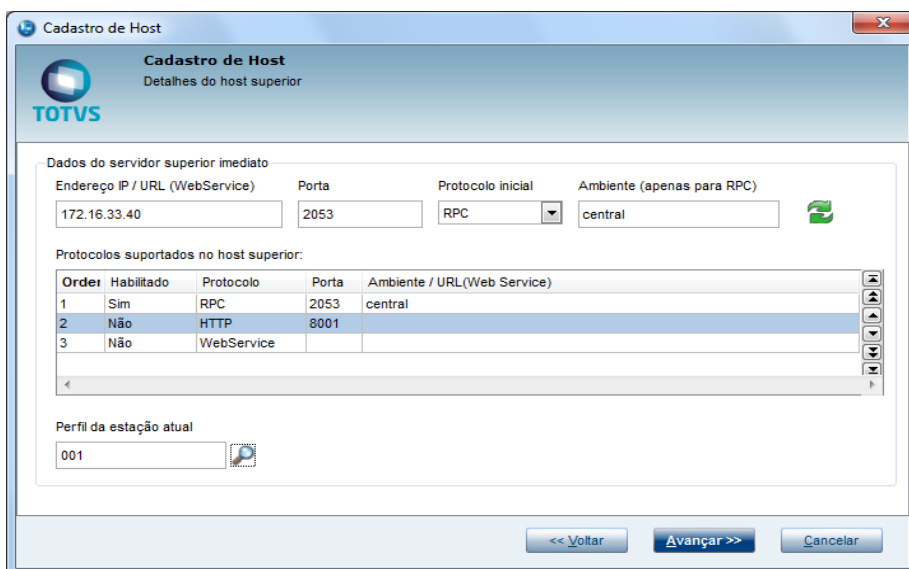 Cadastro de Host
Cadastro de Host
Detalhes do host superior
TOTVS
Dados do servidor superior imediato
Endereço IP / URL (WebService) Porta Protocolo inicial Ambiente (apenas para RPC)
172.16.33.40 2053 RPC central
Protocolos suportados no host superior:
Order Habilitado Protocolo Porta Ambiente / URL(Web Service)
1 Sim RPC 2053 central
2 Não HTTP 8001
3 Não WebService
Perfil da estação atual
001
<< Voltar Avançar >> Cancelar